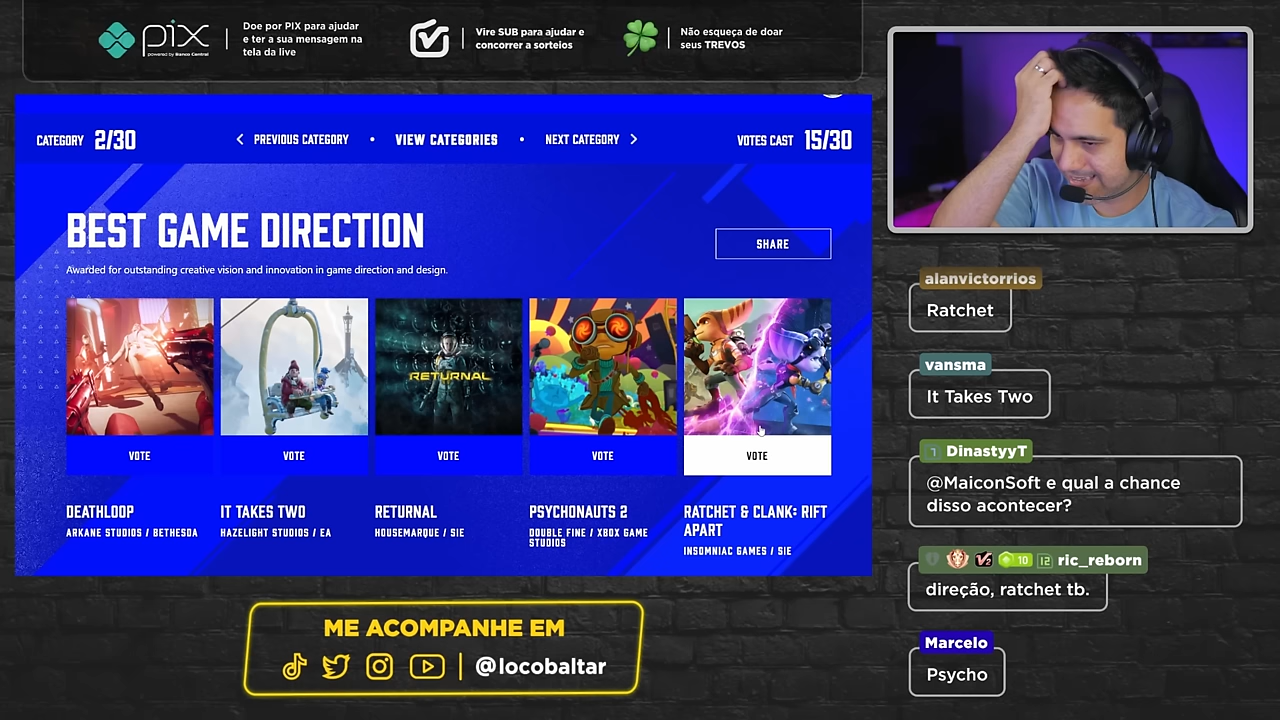 pix
powered by Banco Central
Doe por PIX para ajudar
e ter a sua mensagem na
tela da live
Vire SUB para ajudar e
concorrer a sorteios
Não esqueça de doar
seus TREVOS
CATEGORY 2/30
PREVIOUS CATEGORY • VIEW CATEGORIES • NEXT CATEGORY
VOTES CAST 15/30
BEST GAME DIRECTION
Awarded for outstanding creative vision and innovation in game direction and design.
SHARE
RETURNAL
VOTE
VOTE
VOTE
VOTE
VOTE
DEATHLOOP
ARKANE STUDIOS / BETHESDA
IT TAKES TWO
HAZELIGHT STUDIOS / EA
RETURNAL
HOUSEMARQUE / SIE
PSYCHONAUTS 2
DOUBLE FINE / XBOX GAME
STUDIOS
RATCHET & CLANK: RIFT
APART
INSOMNIAC GAMES / SIE
ME ACOMPANHE EM
@locobaltar
alanvictorrios
Ratchet
vansma
It Takes Two
1 DinastyyT
@MaiconSoft e qual a chance
disso acontecer?
10 12 ric_reborn
direção, ratchet tb.
Marcelo
Psycho